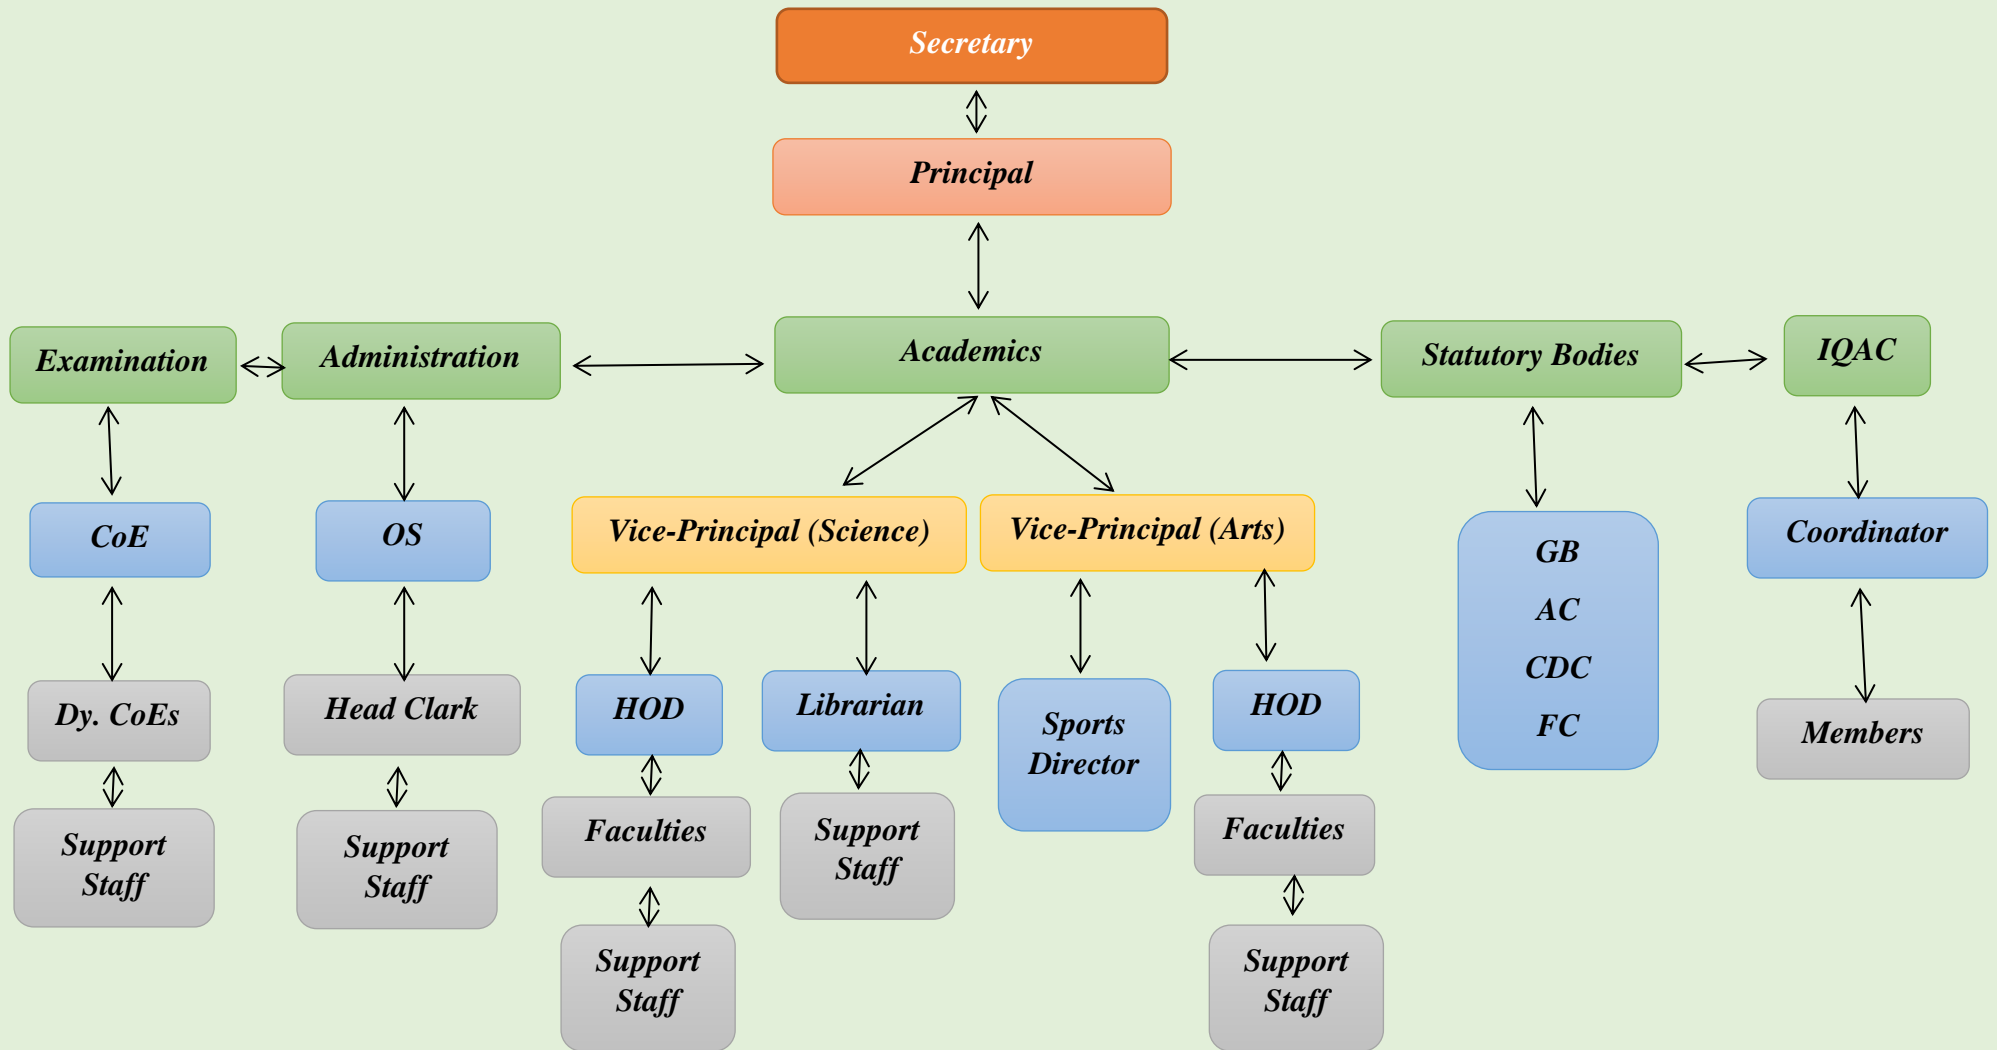 Secretary
Principal
Examination
Administration
Academics
Statutory Bodies
IQAC
CoE
OS
Vice-Principal (Science)
Vice-Principal (Arts)
GB
AC
CDC
FC
Coordinator
Dy. CoEs
Head Clark
HOD
Librarian
Sports
Director
HOD
Members
Support
Staff
Support
Staff
Faculties
Support
Staff
Faculties
Support
Staff
Support
Staff